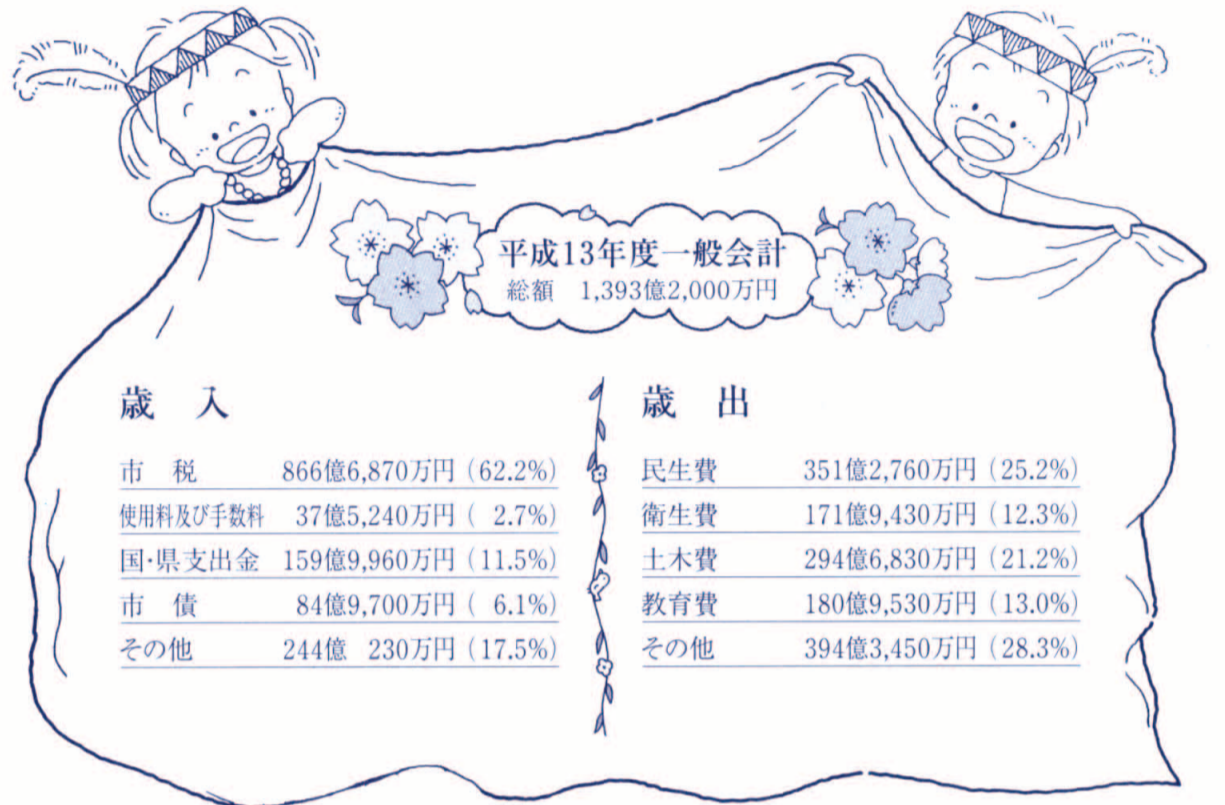 平成13年度一般会計
総額 1,393億2,000万円
歳入
市税 866億6,870万円 (62.2%)
使用料及び手数料 37億5,240万円 ( 2.7%)
国・県支出金 159億9,960万円 (11.5%)
市債 84億9,700万円 ( 6.1%)
その他 244億 230万円 (17.5%)
歳出
民生費 351億2,760万円 (25.2%)
衛生費 171億9,430万円 (12.3%)
土木費 294億6,830万円 (21.2%)
教育費 180億9,530万円 (13.0%)
その他 394億3,450万円 (28.3%)